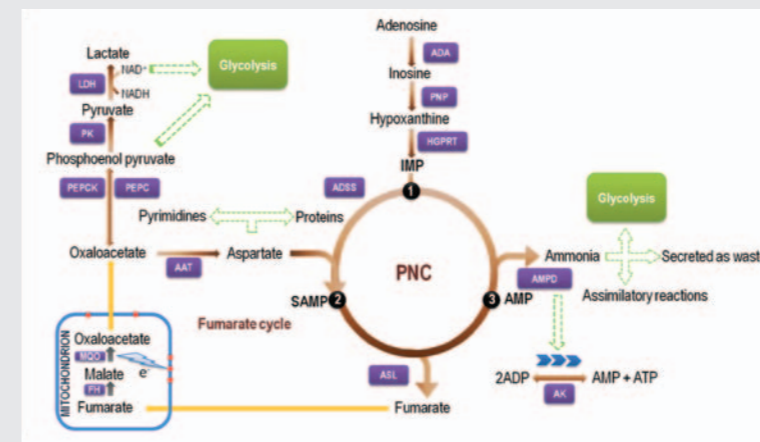 Adenosine
ADA
Inosine
PNP
Hypoxanthine
HGPRT
IMP
Lactate
NAD+
LDH
NADH
Glycolysis
Pyruvate
PK
Phosphoenol pyruvate
PEPCK
PEPC
ADSS
1
Pyrimidines
Proteins
Oxaloacetate
AAT
Aspartate
PNC
Glycolysis
Ammonia
Secreted as wast
AMPD
Assimilatory reactions
SAMP
2
3
AMP
Fumarate cycle
MITOCHONDRION
Oxaloacetate
MQO
e-
Malate
FH
Fumarate
ASL
Fumarate
2ADP
AMP + ATP
AK